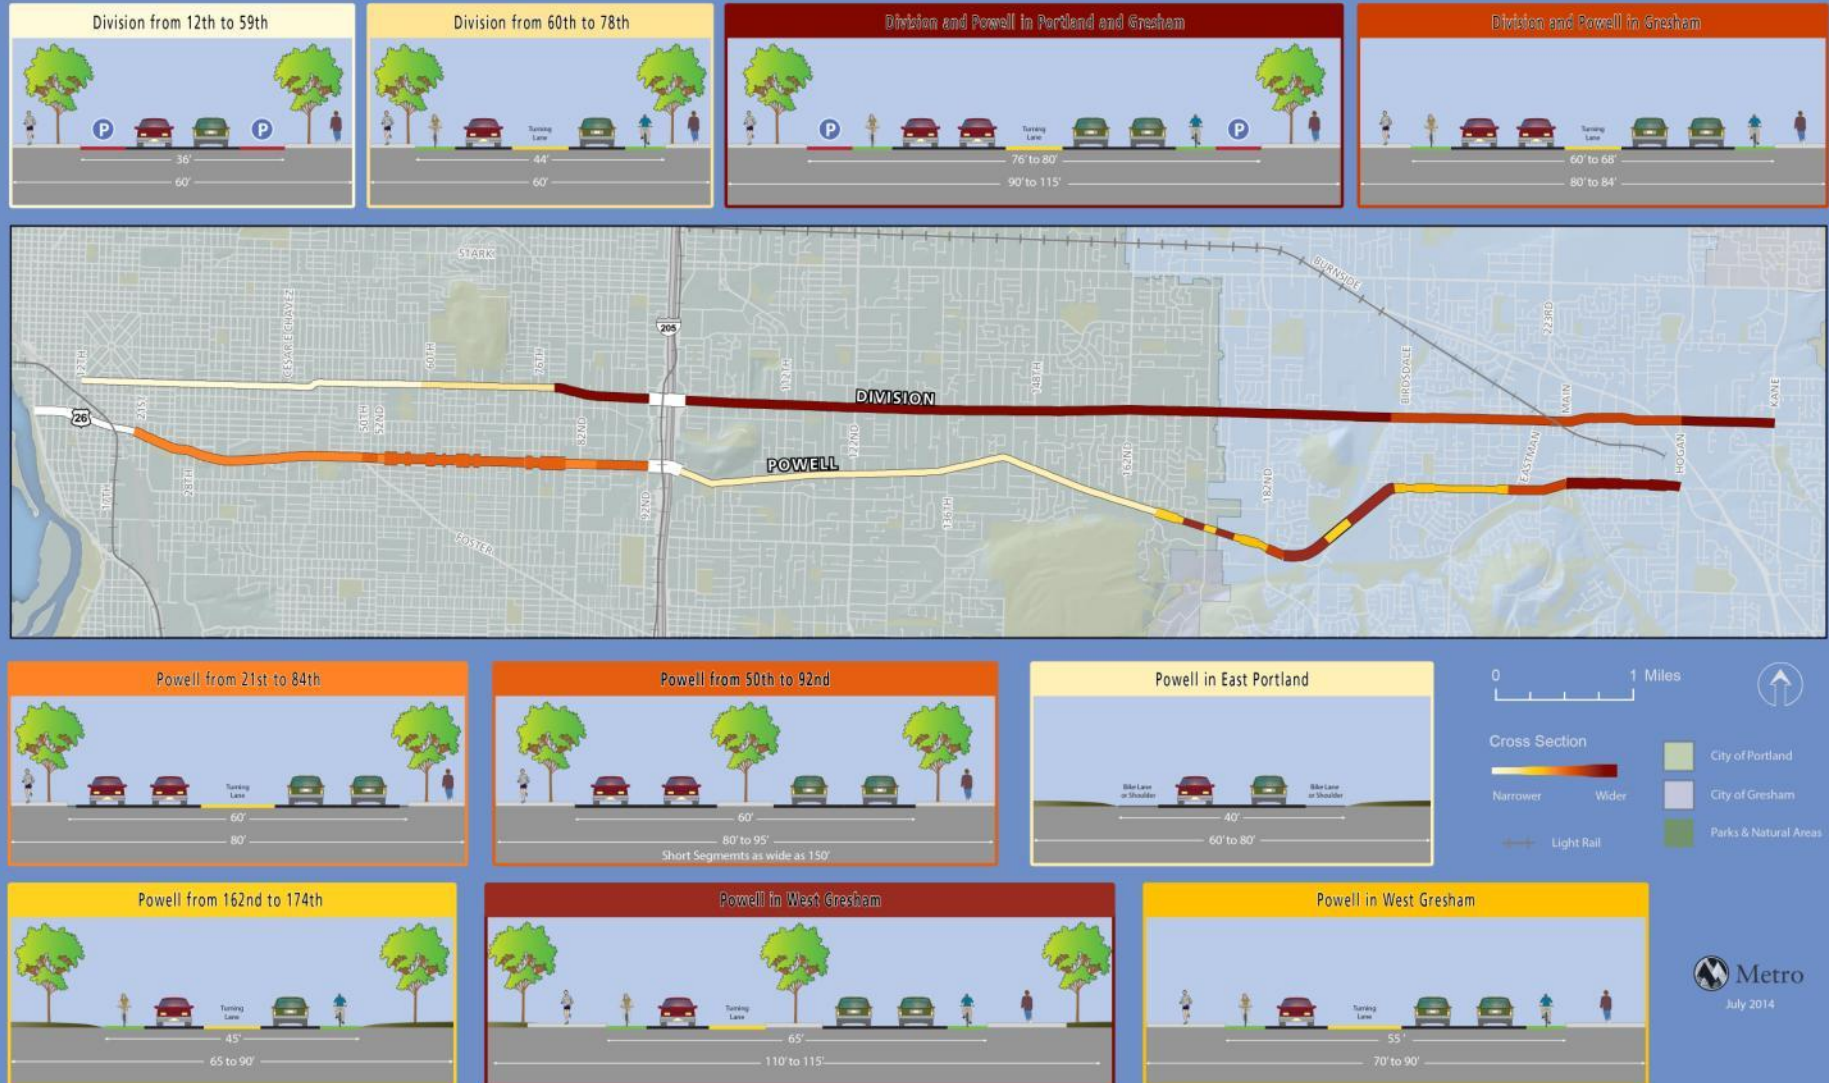 Division from 12th to 59th
P
P
36'
60'
Division from 60th to 78th
Turning
Lane
44'
60'
Division and Powell in Portland and Gresham
P
Turning
Lane
P
76' to 80'
90' to 115'
Division and Powell in Gresham
Turning
Lane
60' to 68'
80' to 84'
STARK
BURNSIDE
205
12TH
CESAR E CHAVEZ
60TH
76TH
112TH
148TH
BIRDSDALE
223RD
MAIN
KANE
DIVISION
26
21ST
50TH
52ND
82ND
POWELL
122ND
162ND
EASTMAN
HOGAN
17TH
28TH
92ND
136TH
182ND
FOSTER
Powell from 21st to 84th
Turning
Lane
60'
80'
Powell from 50th to 92nd
60'
80' to 95'
Short Segmemts as wide as 150'
Powell in East Portland
Bike Lane
or Shoulder
Bike Lane
or Shoulder
40'
60' to 80'
0 1 Miles
Cross Section
Narrower Wider
Light Rail
City of Portland
City of Gresham
Parks & Natural Areas
Powell from 162nd to 174th
Turning
Lane
45'
65 to 90'
Powell in West Gresham
Turning
Lane
65'
110' to 115'
Powell in West Gresham
Turning
Lane
55 '
70' to 90'
Metro
July 2014